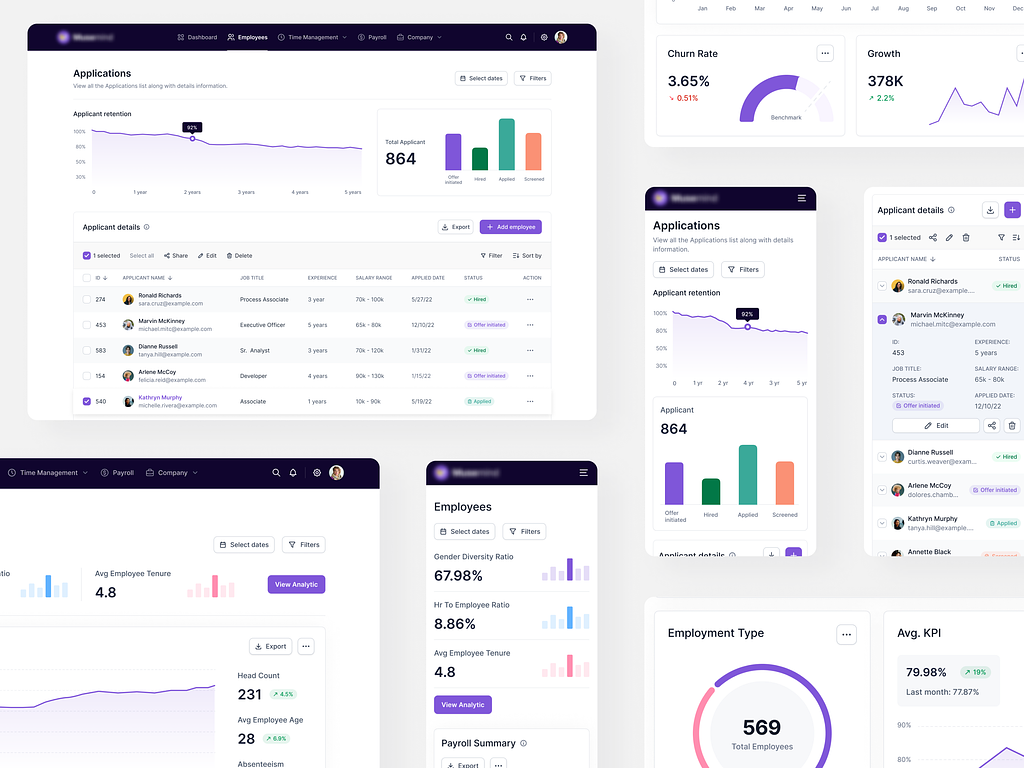 Dashboard
Employees
Time Management
Payroll
Company
Applications
View all the Applications list along with details information.
Select dates
Filters
Applicant retention
100%
80%
50%
30%
92%
0
1 year
2 years
3 years
4 years
5 years
Total Applicant
864
Offer
initiated
Hired
Applied
Screened
Applicant details
Export
Add employee
1 selected
Select all
Share
Edit
Delete
Filter
Sort by
ID
APPLICANT NAME
JOB TITLE
EXPERIENCE
SALARY RANGE
APPLIED DATE
STATUS
ACTION
274
Ronald Richards
sara.cruz@example.com
Process Associate
3 year
70k - 100k
5/27/22
Hired
453
Marvin McKinney
michael.mitc@example.com
Executive Officer
5 years
65k - 80k
12/10/22
Offer initiated
583
Dianne Russell
tanya.hill@example.com
Sr. Analyst
3 years
70k - 120k
1/31/22
Hired
154
Arlene McCoy
felicia.reid@example.com
Developer
4 years
90k - 130k
1/15/22
Offer initiated
540
Kathryn Murphy
michelle.rivera@example.com
Associate
1 years
10k - 90k
5/19/22
Applied
Jan
Feb
Mar
Apr
May
Jun
Jul
Aug
Sep
Oct
Nov
Dec
Churn Rate
3.65%
0.51%
Benchmark
Growth
378K
2.2%
Applications
View all the Applications list along with details
information.
Select dates
Filters
Applicant retention
100%
80%
50%
30%
92%
0
1 yr
2 yr
4 yr
3 yr
5 yr
Applicant
864
Offer
initiated
Hired
Applied
Screened
Applicant details
Applicant details
1 selected
APPLICANT NAME
STATUS
Ronald Richards
sara.cruz@example....
Hired
Marvin McKinney
michael.mitc@example.com
ID:
453
EXPERIENCE:
5 years
JOB TITLE:
Process Associate
SALARY RANGE:
65k - 80k
STATUS:
Offer initiated
APPLIED DATE:
12/10/22
Edit
Dianne Russell
curtis.weaver@exam...
Hired
Arlene McCoy
dolores.chamb...
Offer initiated
Kathryn Murphy
tanya.hill@example....
Applied
Annette Black
Screened
Time Management
Payroll
Company
Select dates
Filters
tio
Avg Employee Tenure
4.8
View Analytic
Export
Head Count
231
4.5%
Avg Employee Age
28
6.9%
Absenteeism
Employees
Select dates
Filters
Gender Diversity Ratio
67.98%
Hr To Employee Ratio
8.86%
Avg Employee Tenure
4.8
View Analytic
Payroll Summary
Export
Employment Type
569
Total Employees
Avg. KPI
79.98%
19%
Last month: 77.87%
90%
80%